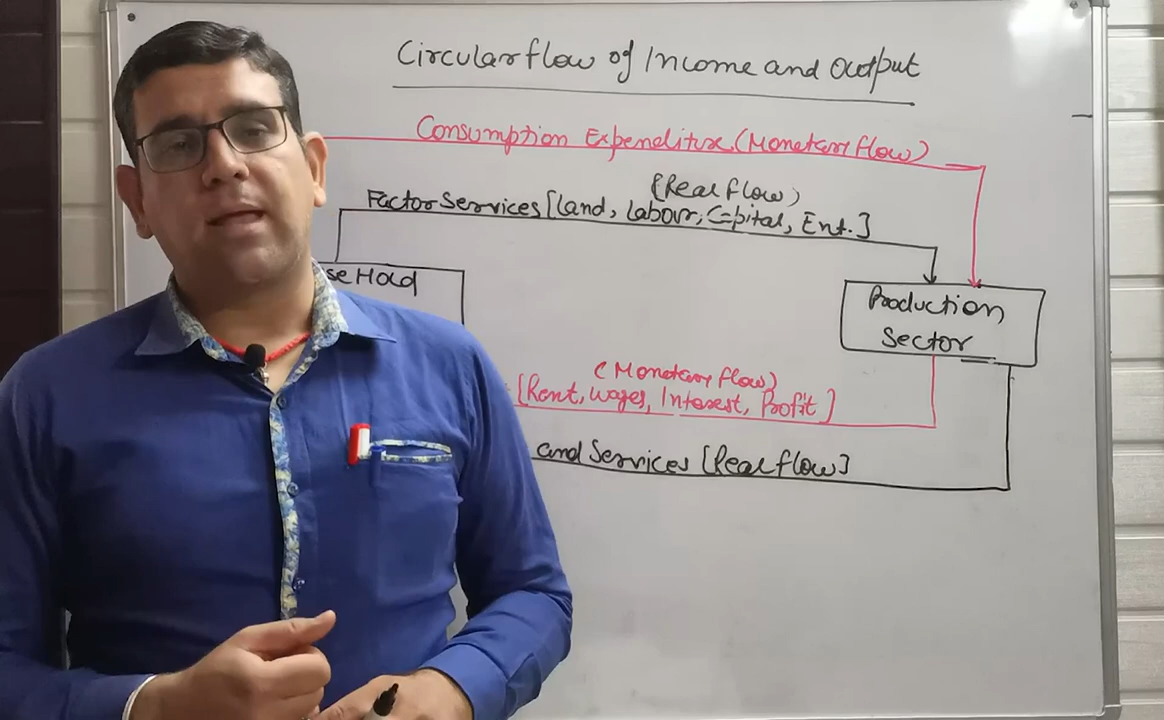 Circular flow of Income and Output
Consumption Expenditure (Monetary flow)
(Real flow)
Factor Services [Land, Labour, Capital, Ent.]
se Hold
Production
Sector
(Monetary flow)
[Rent, Wages, Interest, Profit]
and Services [Real flow]